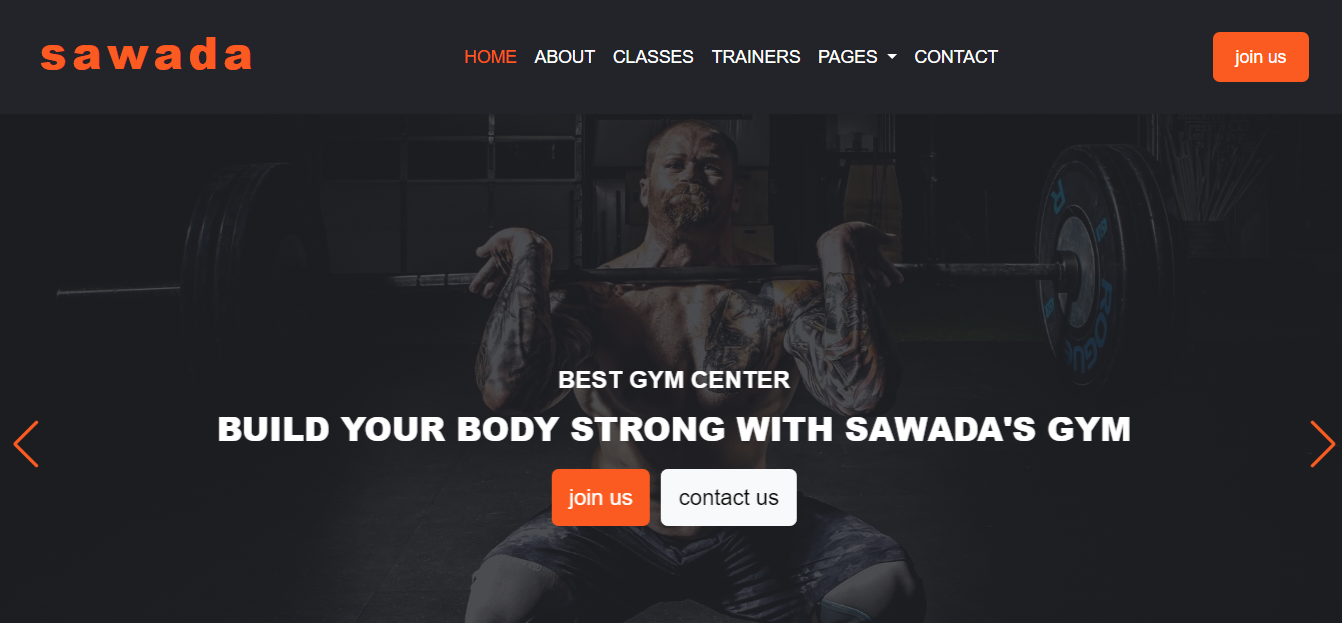 sawada
HOME ABOUT CLASSES TRAINERS PAGES CONTACT
join us
R
ROGUE
BEST GYM CENTER
BUILD YOUR BODY STRONG WITH SAWADA'S GYM
join us contact us